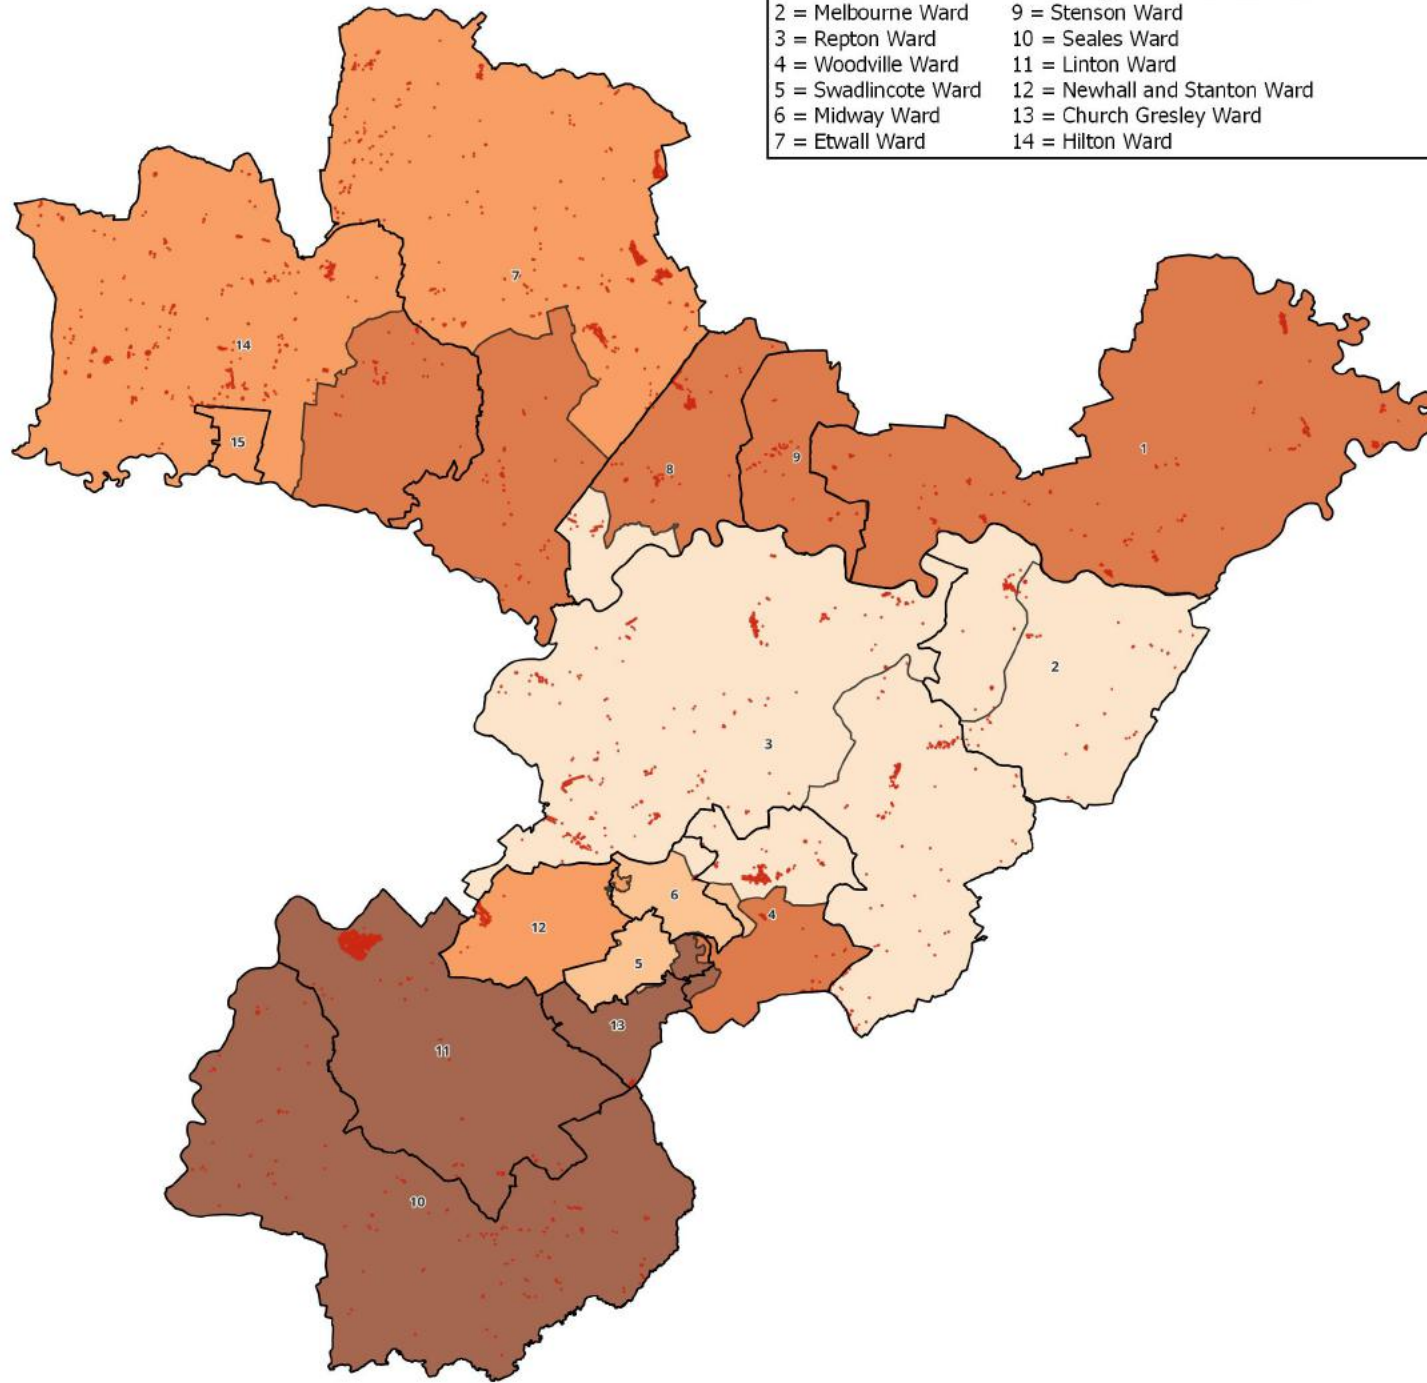 2 = Melbourne Ward 9 = Stenson Ward
3 = Repton Ward 10 = Seales Ward
4 = Woodville Ward 11 = Linton Ward
5 = Swadlincote Ward 12 = Newhall and Stanton Ward
6 = Midway Ward 13 = Church Gresley Ward
7 = Etwall Ward 14 = Hilton Ward
7
14
15
8
9
1
2
3
6
4
12
5
13
11
10